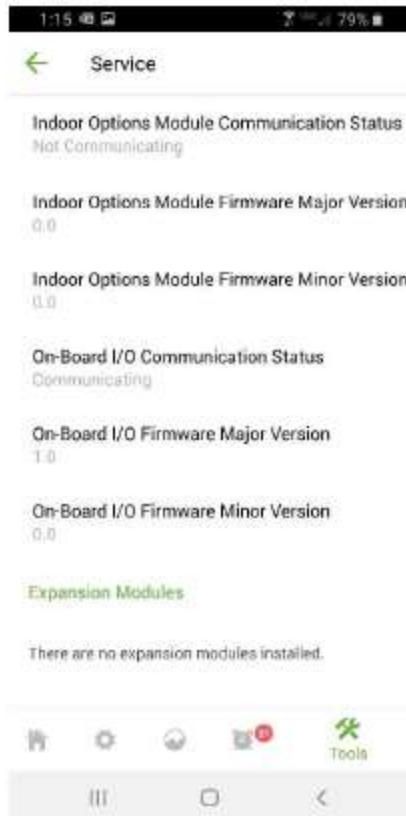 1:15
79%
Service
Indoor Options Module Communication Status
Not Communicating
Indoor Options Module Firmware Major Version
0.0
Indoor Options Module Firmware Minor Version
0.0
On-Board I/O Communication Status
Communicating
On-Board I/O Firmware Major Version
1.0
On-Board I/O Firmware Minor Version
0.0
Expansion Modules
There are no expansion modules installed.
Tools